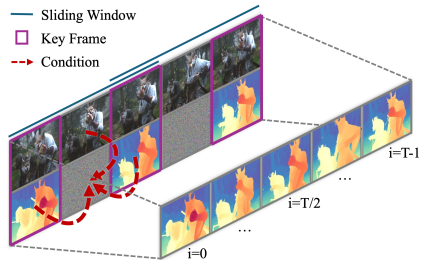 Sliding Window
Key Frame
Condition
i=T-1
...
i=T/2
...
i=0